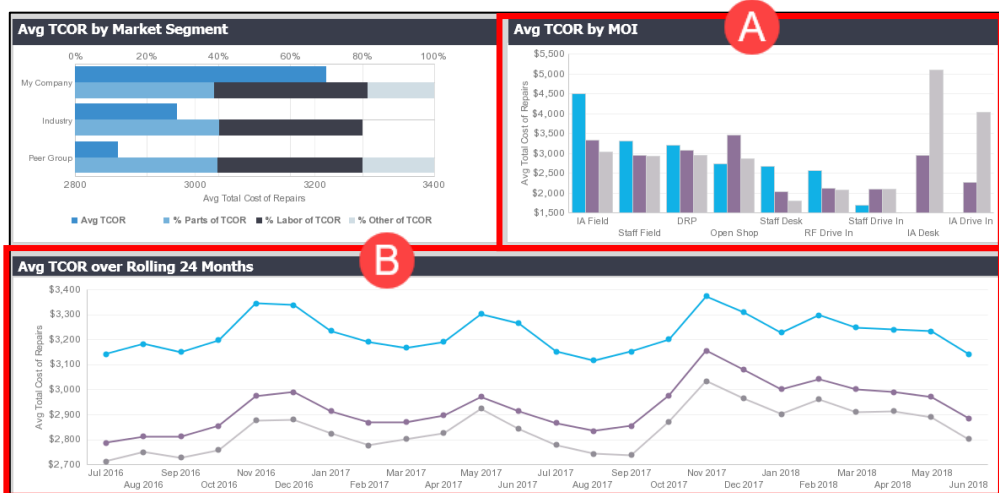 Avg TCOR by Market Segment
0% 20% 40% 60% 80% 100%
My Company
Industry
Peer Group
2800 3000 3200 3400
Avg Total Cost of Repairs
Avg TCOR % Parts of TCOR % Labor of TCOR % Other of TCOR
A
Avg TCOR by MOI
$5,500
$5,000
$4,500
$4,000
$3,500
$3,000
$2,500
$2,000
$1,500
Avg Total Cost of Repairs
IA Field DRP Staff Desk Staff Drive In IA Drive In
Staff Field Open Shop RF Drive In IA Desk
B
Avg TCOR over Rolling 24 Months
$3,400
$3,300
$3,200
$3,100
$3,000
$2,900
$2,800
$2,700
Avg Total Cost of Repairs
Jul 2016 Sep 2016 Nov 2016 Jan 2017 Mar 2017 May 2017 Jul 2017 Sep 2017 Nov 2017 Jan 2018 Mar 2018 May 2018
Aug 2016 Oct 2016 Dec 2016 Feb 2017 Apr 2017 Jun 2017 Aug 2017 Oct 2017 Dec 2017 Feb 2018 Apr 2018 Jun 2018